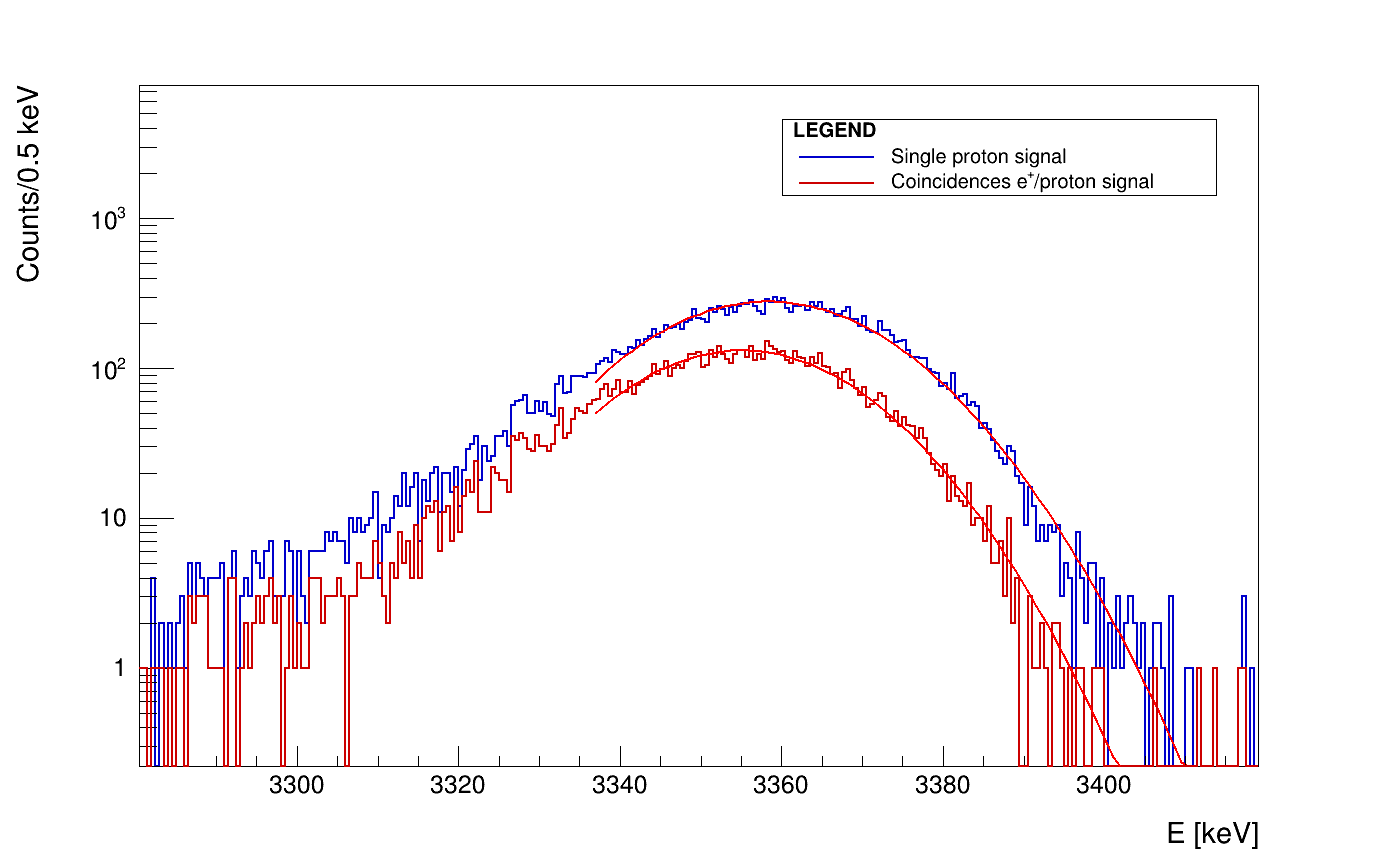 Counts/0.5 keV
LEGEND
Single proton signal
Coincidences e⁺/proton signal
10³
10²
10
1
3300 3320 3340 3360 3380 3400
E [keV]